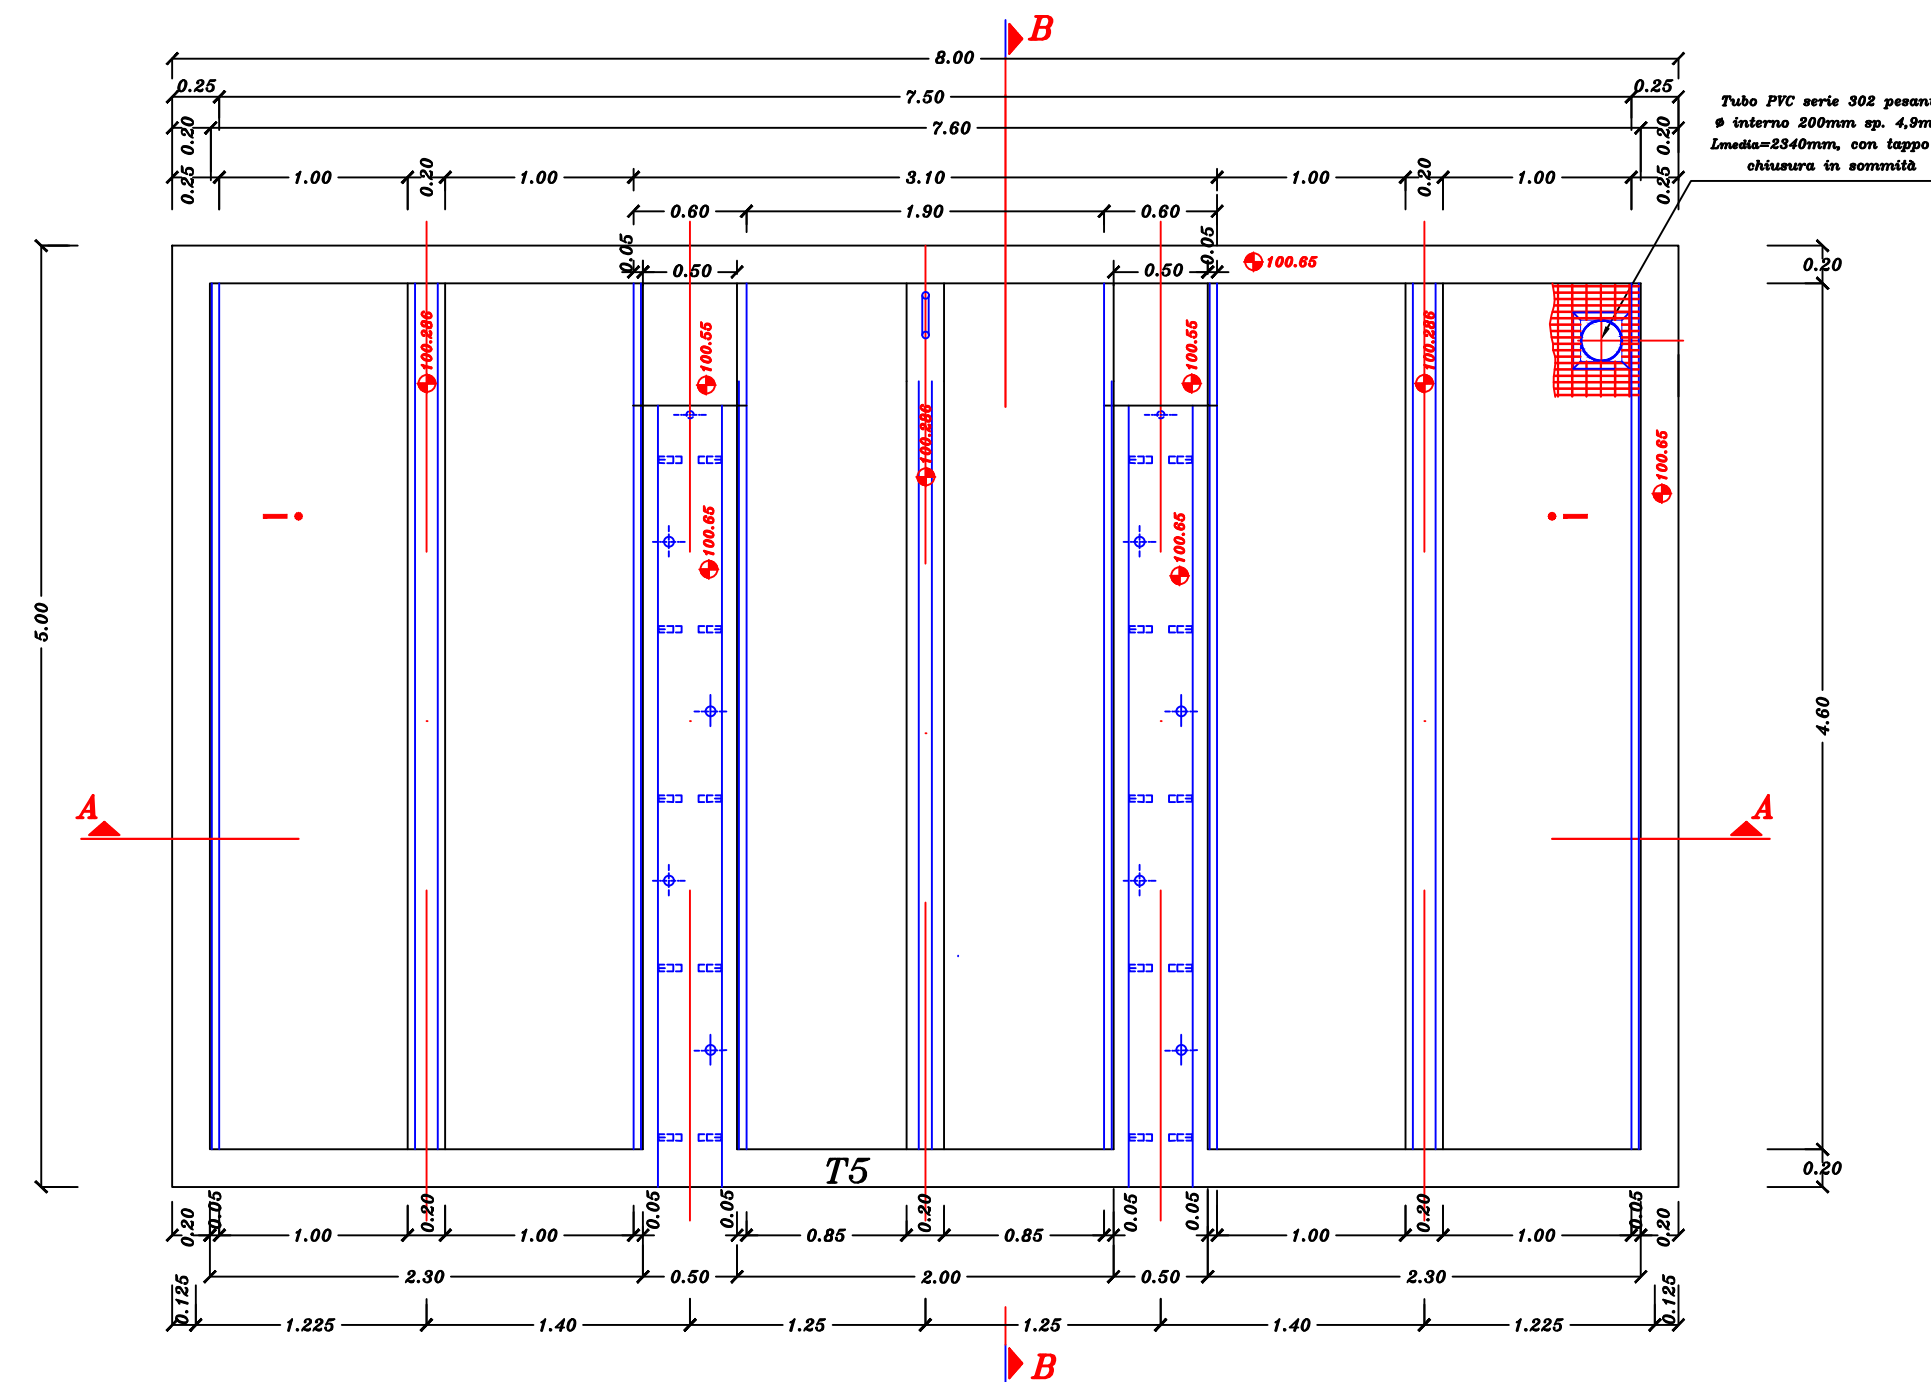 B
8.00
0.25 7.50 0.25
Tubo PVC serie 302
ø interno 200mm sp.
Lmedia=2340mm, con tappo
chiusura in sommità
0.20 7.60 0.20
0.25 1.00 0.20 1.00 3.10 1.00 0.20 1.00 0.25
0.60 1.90 0.60
0.05 0.50 0.50 0.05
100.65
0.20
100.286 100.55 100.55 100.286
100.286
100.65
100.65 100.65
5.00
4.60
A A
T5
0.20
0.20 0.05 1.00 0.20 1.00 0.05 0.05 0.85 0.20 0.85 0.05 0.05 1.00 0.20 1.00 0.05 0.20
2.30 0.50 2.00 0.50 2.30
0.125 1.225 1.40 1.25 1.25 1.40 1.225 0.125
B